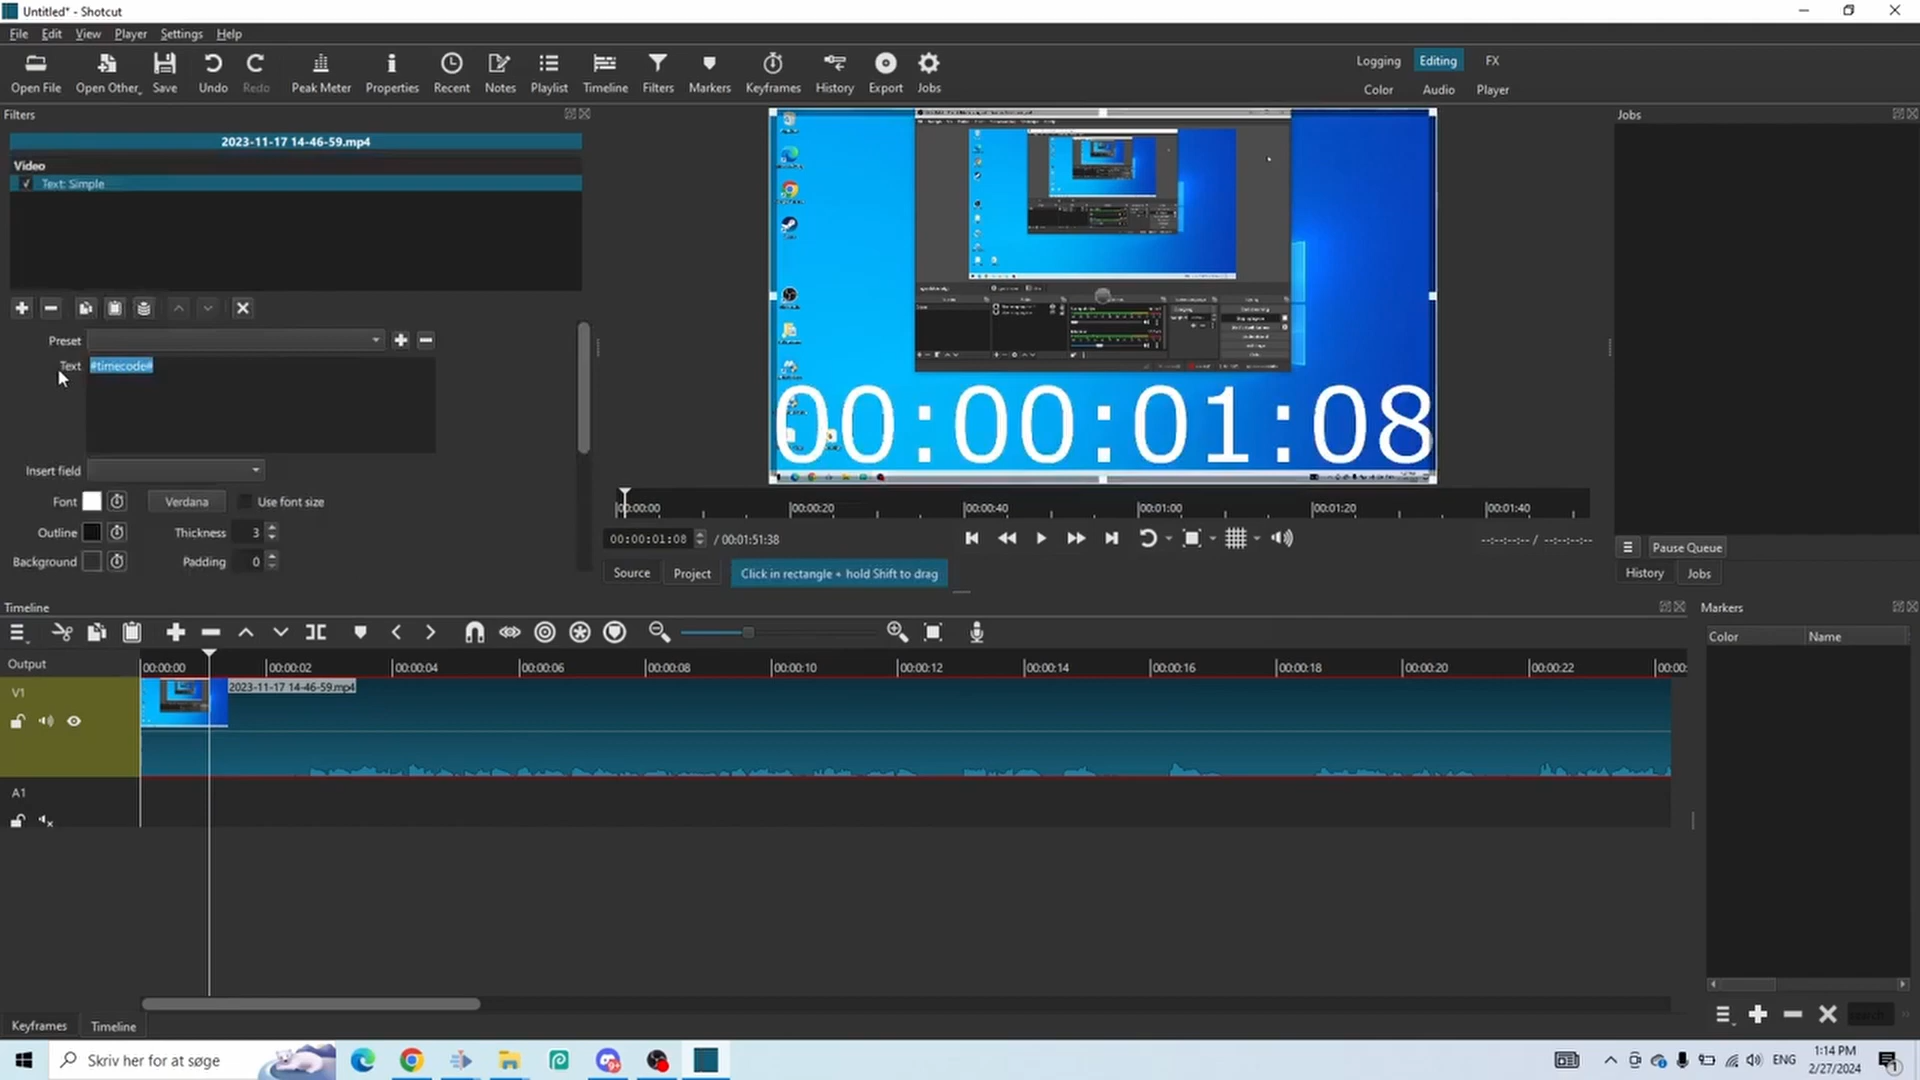 Untitled* - Shotcut
File Edit View Player Settings Help
Open File Open Other Save Undo Redo Peak Meter Properties Recent Notes Playlist Timeline Filters Markers Keyframes History Export Jobs
Logging Editing FX
Color Audio Player
Filters
Jobs
2023-11-17 14-46-59.mp4
Video
Text: Simple
Preset
Text #timecode#
Insert field
Font Verdana Use font size
Outline Thickness 3
Background Padding 0
00:00:01:08
00:00:00 00:00:20 00:00:40 00:01:00 00:01:20 00:01:40
00:00:01:08 / 00:01:51:38
--:--:--:-- / --:--:--:--
Source Project Click in rectangle + hold Shift to drag
Pause Queue
History Jobs
Timeline
Markers
Output
00:00:00 00:00:02 00:00:04 00:00:06 00:00:08 00:00:10 00:00:12 00:00:14 00:00:16 00:00:18 00:00:20 00:00:22 00:00:
Color Name
V1
2023-11-17 14-46-59.mp4
A1
search
Keyframes Timeline
Skriv her for at søge
ENG
1:14 PM
2/27/2024
1